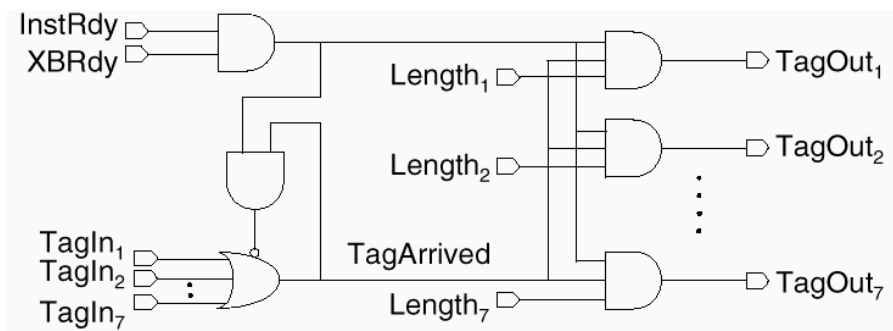 InstRdy
XBRdy
Length₁
TagOut₁
Length₂
TagOut₂
TagIn₁
TagIn₂
TagIn₇
TagArrived
Length₇
TagOut₇